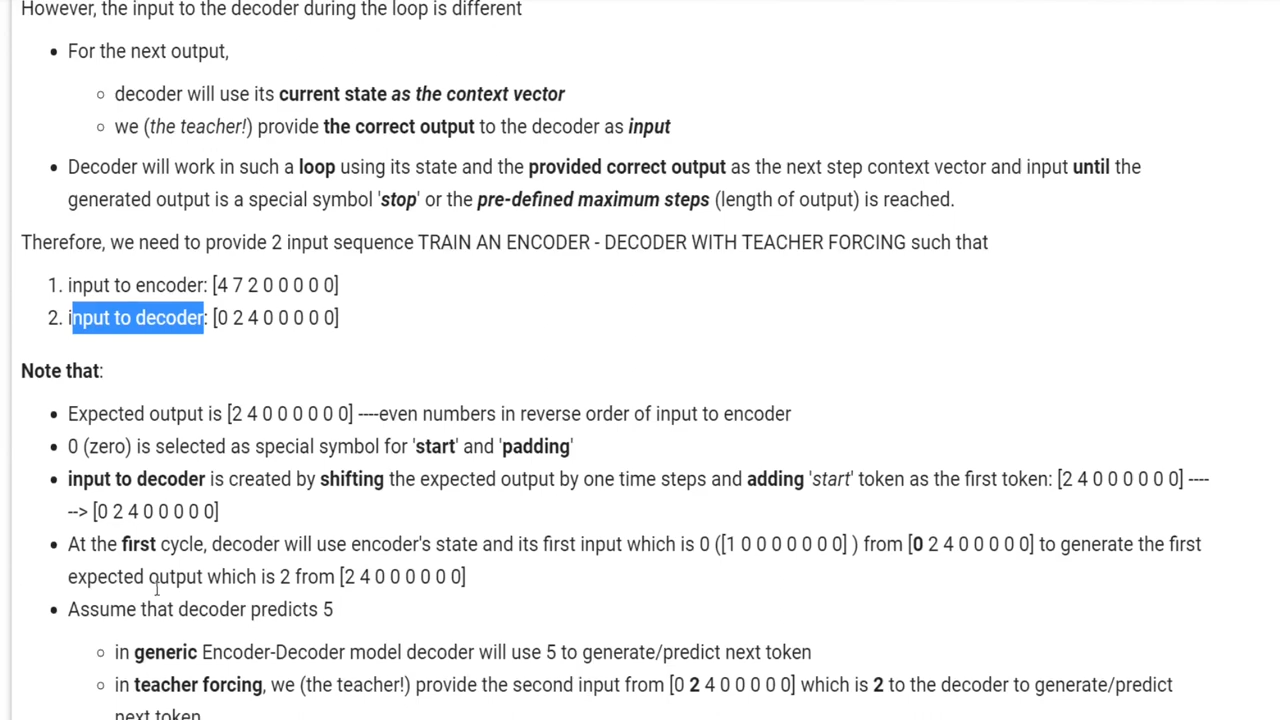 However, the input to the decoder during the loop is different
• For the next output,
○ decoder will use its current state as the context vector
○ we (the teacher!) provide the correct output to the decoder as input
• Decoder will work in such a loop using its state and the provided correct output as the next step context vector and input until the
generated output is a special symbol 'stop' or the pre-defined maximum steps (length of output) is reached.
Therefore, we need to provide 2 input sequence TRAIN AN ENCODER - DECODER WITH TEACHER FORCING such that
1. input to encoder: [4 7 2 0 0 0 0 0]
2. input to decoder: [0 2 4 0 0 0 0 0]
Note that:
• Expected output is [2 4 0 0 0 0 0 0] ----even numbers in reverse order of input to encoder
• 0 (zero) is selected as special symbol for 'start' and 'padding'
• input to decoder is created by shifting the expected output by one time steps and adding 'start' token as the first token: [2 4 0 0 0 0 0 0] ----
--> [0 2 4 0 0 0 0 0]
• At the first cycle, decoder will use encoder's state and its first input which is 0 ([1 0 0 0 0 0 0 0] ) from [0 2 4 0 0 0 0 0] to generate the first
expected output which is 2 from [2 4 0 0 0 0 0 0]
• Assume that decoder predicts 5
○ in generic Encoder-Decoder model decoder will use 5 to generate/predict next token
○ in teacher forcing, we (the teacher!) provide the second input from [0 2 4 0 0 0 0 0] which is 2 to the decoder to generate/predict
next token